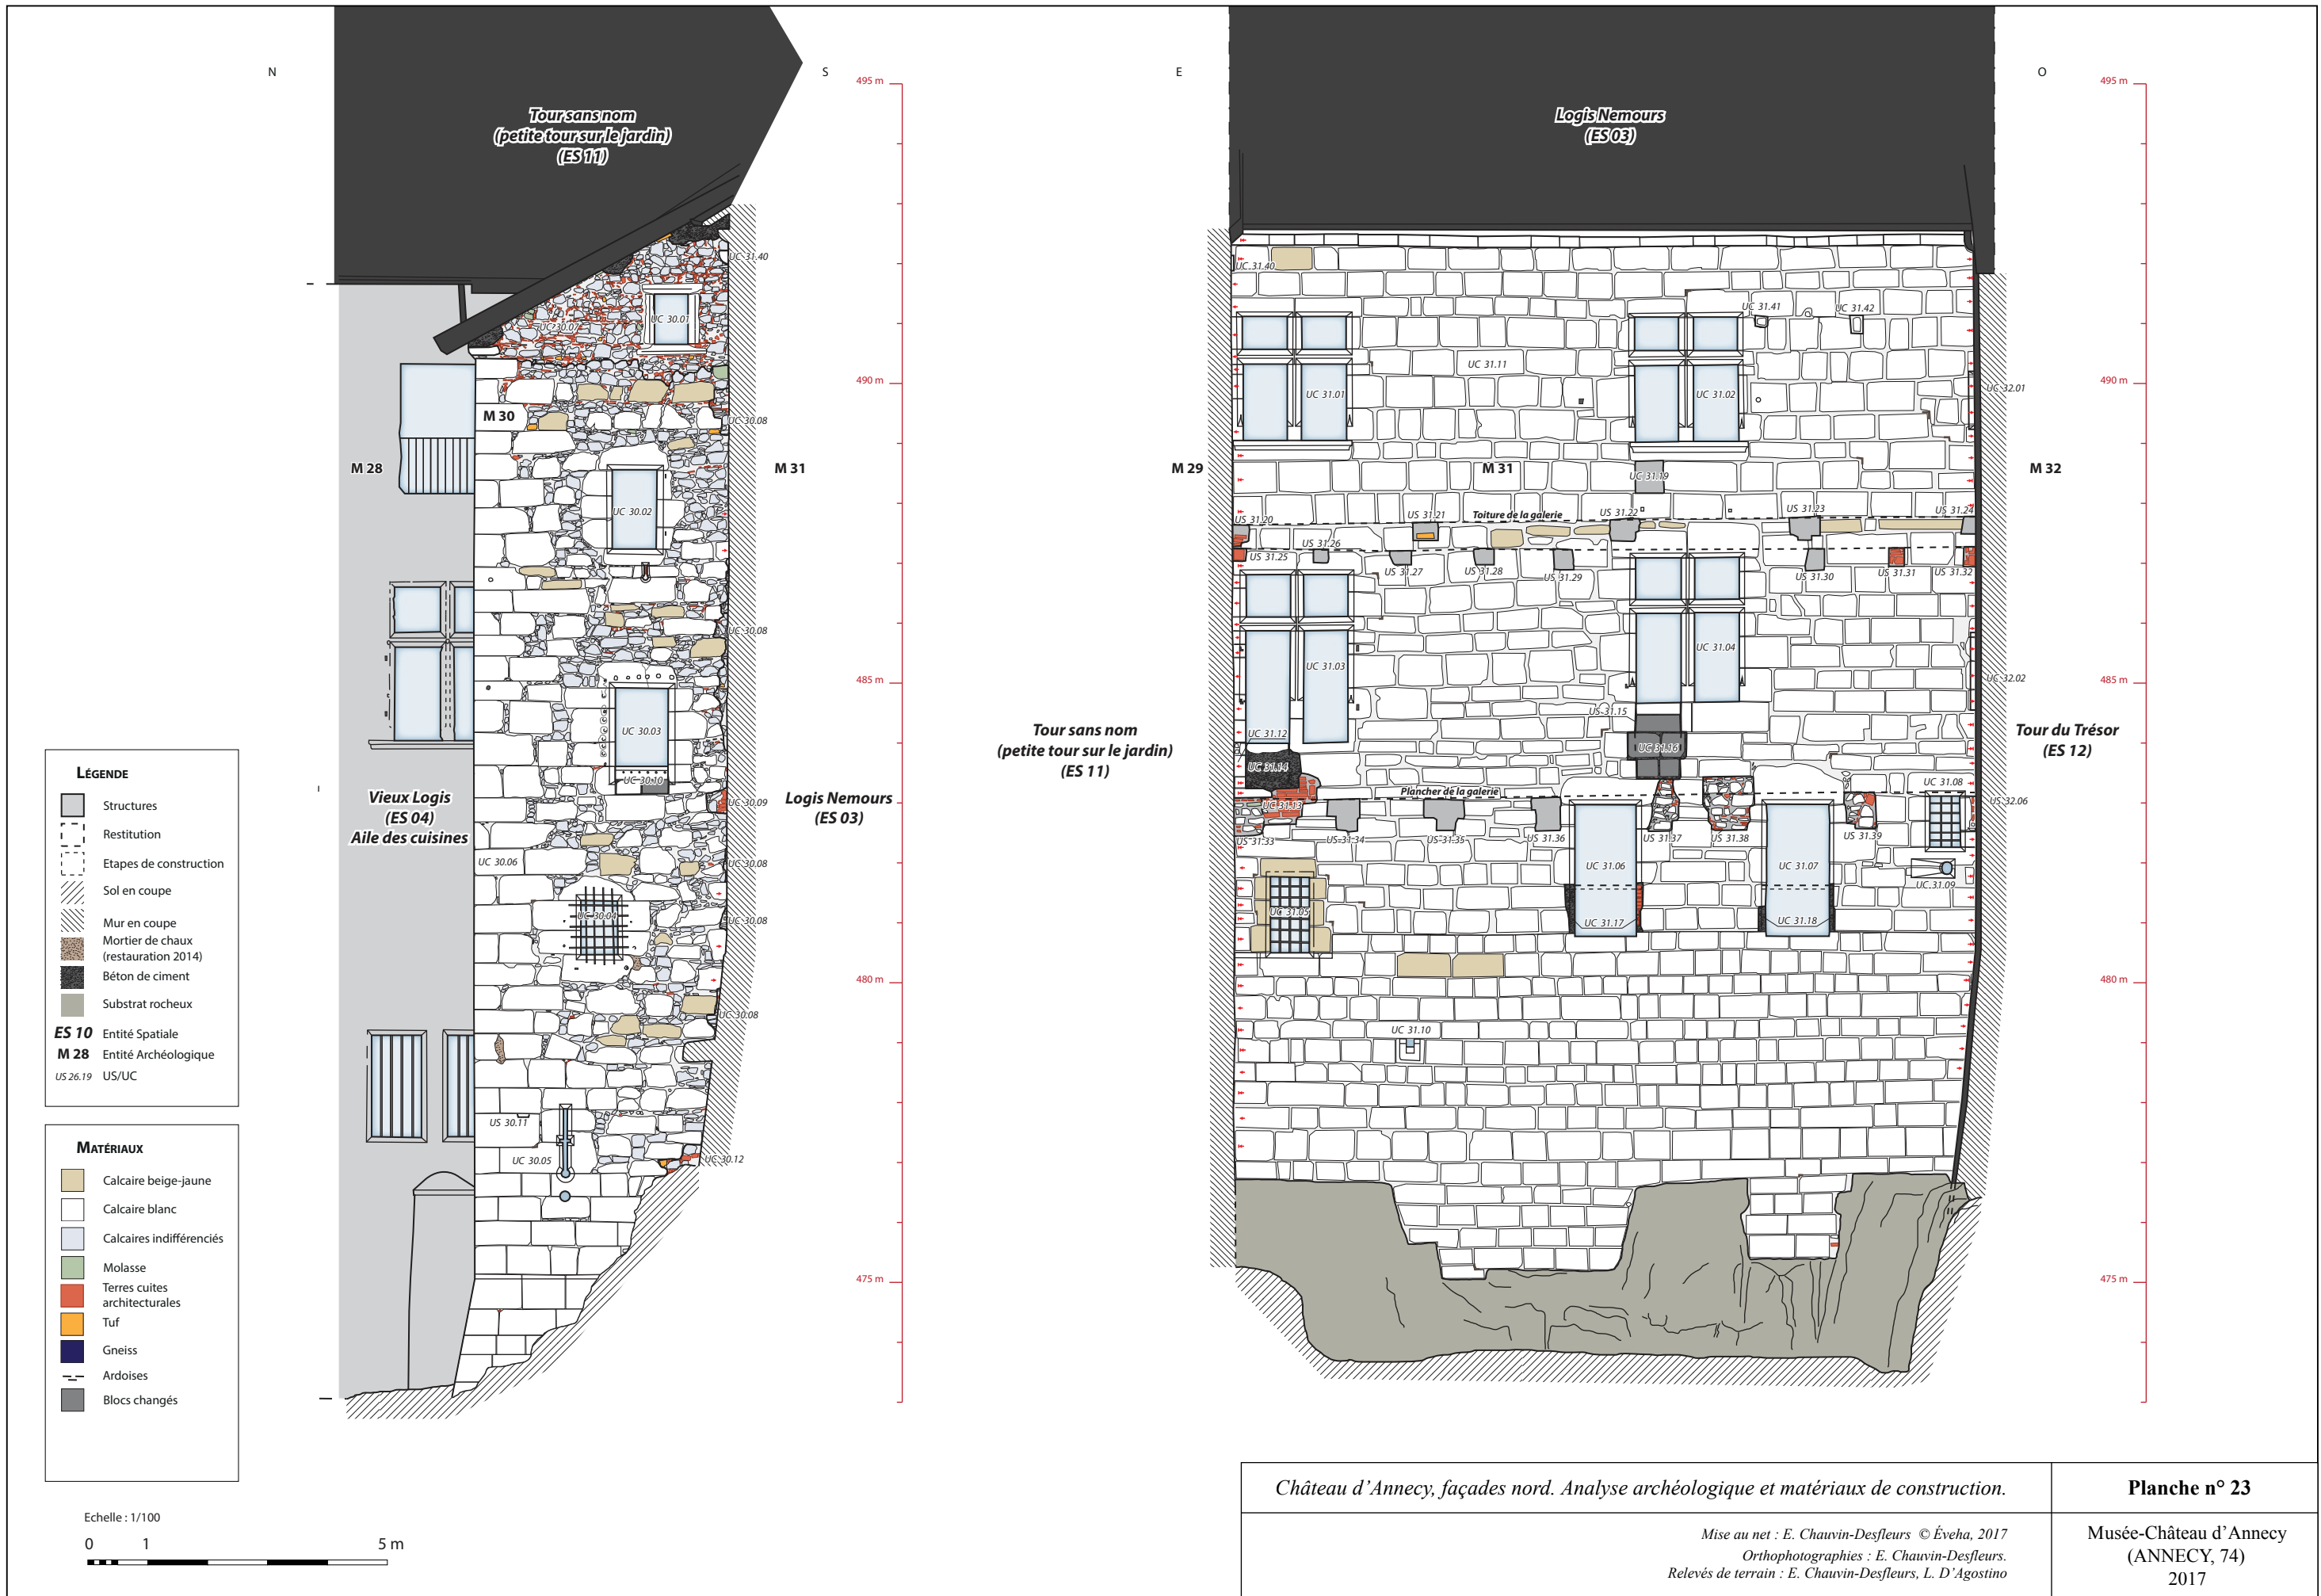 N
S
Tour sans nom
(petite tour sur le jardin)
(ES 11)
495 m
490 m
485 m
480 m
475 m
UC 31.40
UC 30.01
UC 30.07
M 30
UC 30.08
M 28
M 31
UC 30.02
UC 30.08
UC 30.03
UC 30.10
UC 30.09
Vieux Logis
(ES 04)
Aile des cuisines
Logis Nemours
(ES 03)
UC 30.06
UC 30.08
UC 30.04
UC 30.08
UC 30.08
US 30.11
UC 30.05
UC 30.12
E
O
Logis Nemours
(ES 03)
495 m
490 m
485 m
480 m
475 m
UC 31.40
UC 31.41
UC 31.42
UC 31.11
UC 31.01
UC 31.02
UC 32.01
M 29
M 31
M 32
UC 31.19
US 31.20
US 31.21
Toiture de la galerie
US 31.22
US 31.23
US 31.24
US 31.25
US 31.26
US 31.27
US 31.28
US 31.29
US 31.30
US 31.31
US 31.32
UC 31.03
UC 31.04
UC 32.02
US 31.15
UC 31.12
UC 31.16
UC 31.14
Tour sans nom
(petite tour sur le jardin)
(ES 11)
Tour du Trésor
(ES 12)
UC 31.08
Plancher de la galerie
UC 31.13
US 32.06
US 31.33
US 31.34
US 31.35
US 31.36
US 31.37
US 31.38
US 31.39
UC 31.06
UC 31.07
UC 31.09
UC 31.05
UC 31.17
UC 31.18
UC 31.10
LÉGENDE
Structures
Restitution
Etapes de construction
Sol en coupe
Mur en coupe
Mortier de chaux
(restauration 2014)
Béton de ciment
Substrat rocheux
ES 10 Entité Spatiale
M 28 Entité Archéologique
US 26.19 US/UC
MATÉRIAUX
Calcaire beige-jaune
Calcaire blanc
Calcaires indifférenciés
Molasse
Terres cuites
architecturales
Tuf
Gneiss
Ardoises
Blocs changés
Echelle : 1/100
0 1 5 m
Château d'Annecy, façades nord. Analyse archéologique et matériaux de construction.
Planche n° 23
Mise au net : E. Chauvin-Desfleurs © Éveha, 2017
Orthophotographies : E. Chauvin-Desfleurs.
Relevés de terrain : E. Chauvin-Desfleurs, L. D'Agostino
Musée-Château d'Annecy
(ANNECY, 74)
2017